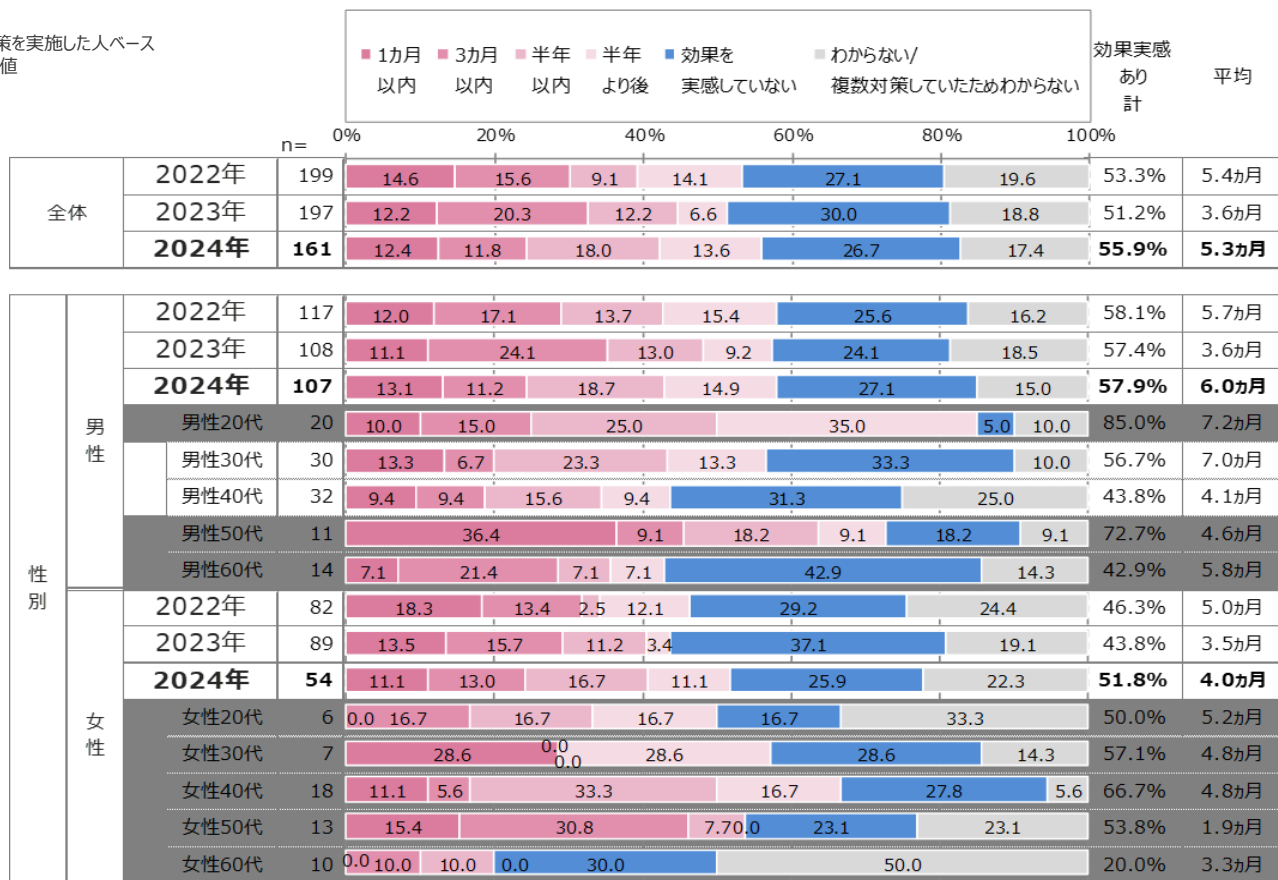 策を実施した人ベース
値
1カ月以内 3カ月以内 半年以内 半年より後 効果を実感していない わからない/複数対策していたためわからない
効果実感あり計 平均
n= 0% 20% 40% 60% 80% 100%
全体
2022年 199 14.6 15.6 9.1 14.1 27.1 19.6 53.3% 5.4ヵ月
2023年 197 12.2 20.3 12.2 6.6 30.0 18.8 51.2% 3.6ヵ月
2024年 161 12.4 11.8 18.0 13.6 26.7 17.4 55.9% 5.3ヵ月
性別
男性
2022年 117 12.0 17.1 13.7 15.4 25.6 16.2 58.1% 5.7ヵ月
2023年 108 11.1 24.1 13.0 9.2 24.1 18.5 57.4% 3.6ヵ月
2024年 107 13.1 11.2 18.7 14.9 27.1 15.0 57.9% 6.0ヵ月
男性20代 20 10.0 15.0 25.0 35.0 5.0 10.0 85.0% 7.2ヵ月
男性30代 30 13.3 6.7 23.3 13.3 33.3 10.0 56.7% 7.0ヵ月
男性40代 32 9.4 9.4 15.6 9.4 31.3 25.0 43.8% 4.1ヵ月
男性50代 11 36.4 9.1 18.2 9.1 18.2 9.1 72.7% 4.6ヵ月
男性60代 14 7.1 21.4 7.1 7.1 42.9 14.3 42.9% 5.8ヵ月
女性
2022年 82 18.3 13.4 2.5 12.1 29.2 24.4 46.3% 5.0ヵ月
2023年 89 13.5 15.7 11.2 3.4 37.1 19.1 43.8% 3.5ヵ月
2024年 54 11.1 13.0 16.7 11.1 25.9 22.3 51.8% 4.0ヵ月
女性20代 6 0.0 16.7 16.7 16.7 16.7 33.3 50.0% 5.2ヵ月
女性30代 7 28.6 0.0 0.0 28.6 28.6 14.3 57.1% 4.8ヵ月
女性40代 18 11.1 5.6 33.3 16.7 27.8 5.6 66.7% 4.8ヵ月
女性50代 13 15.4 30.8 7.7 0.0 23.1 23.1 53.8% 1.9ヵ月
女性60代 10 0.0 10.0 10.0 0.0 30.0 50.0 20.0% 3.3ヵ月